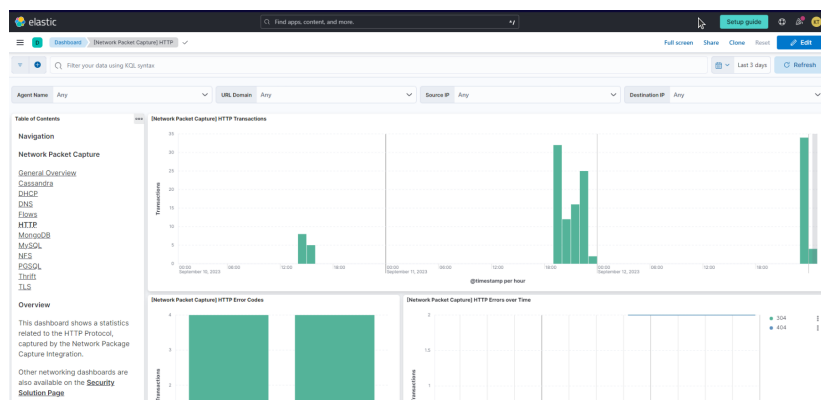 elastic
Find apps, content, and more.
Setup guide
D
Dashboard
[Network Packet Capture] HTTP
Full screen
Share
Clone
Reset
Edit
Filter your data using KQL syntax
Last 3 days
Refresh
Agent Name Any
URL Domain Any
Source IP Any
Destination IP Any
Table of Contents
Navigation
Network Packet Capture
General Overview
Cassandra
DHCP
DNS
Flows
HTTP
MongoDB
MySQL
NFS
PGSQL
Thrift
TLS
Overview
This dashboard shows a statistics
related to the HTTP Protocol,
captured by the Network Package
Capture Integration.
Other networking dashboards are
also available on the Security
Solution Page
[Network Packet Capture] HTTP Transactions
Transactions
35
30
25
20
15
10
5
0
00:00 06:00 12:00 18:00 00:00 06:00 12:00 18:00 00:00 06:00 12:00 18:00
September 10, 2023 September 11, 2023 September 12, 2023
@timestamp per hour
[Network Packet Capture] HTTP Error Codes
Transactions
4
3
2
[Network Packet Capture] HTTP Errors over Time
Transactions
2
1.5
1
304
404